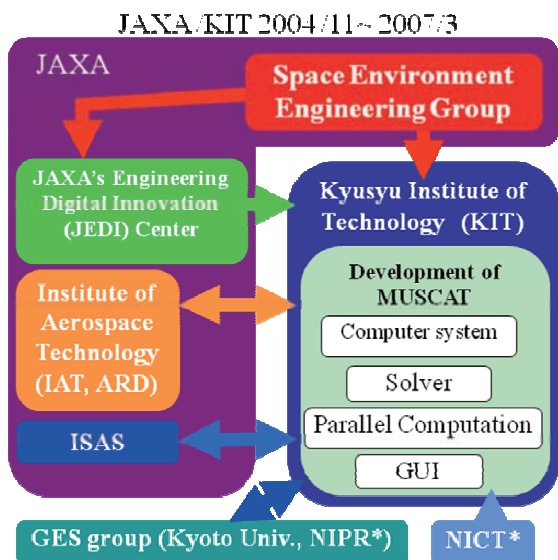 JAXA/KIT 2004/11~2007/3
JAXA
Space Environment
Engineering Group
JAXA's Engineering
Digital Innovation
(JEDI) Center
Kyusyu Institute of
Technology (KIT)
Institute of
Aerospace
Technology
(IAT, ARD)
Development of
MUSCAT
Computer system
Solver
Parallel Computation
GUI
ISAS
GES group (Kyoto Univ., NIPR*)
NICT*